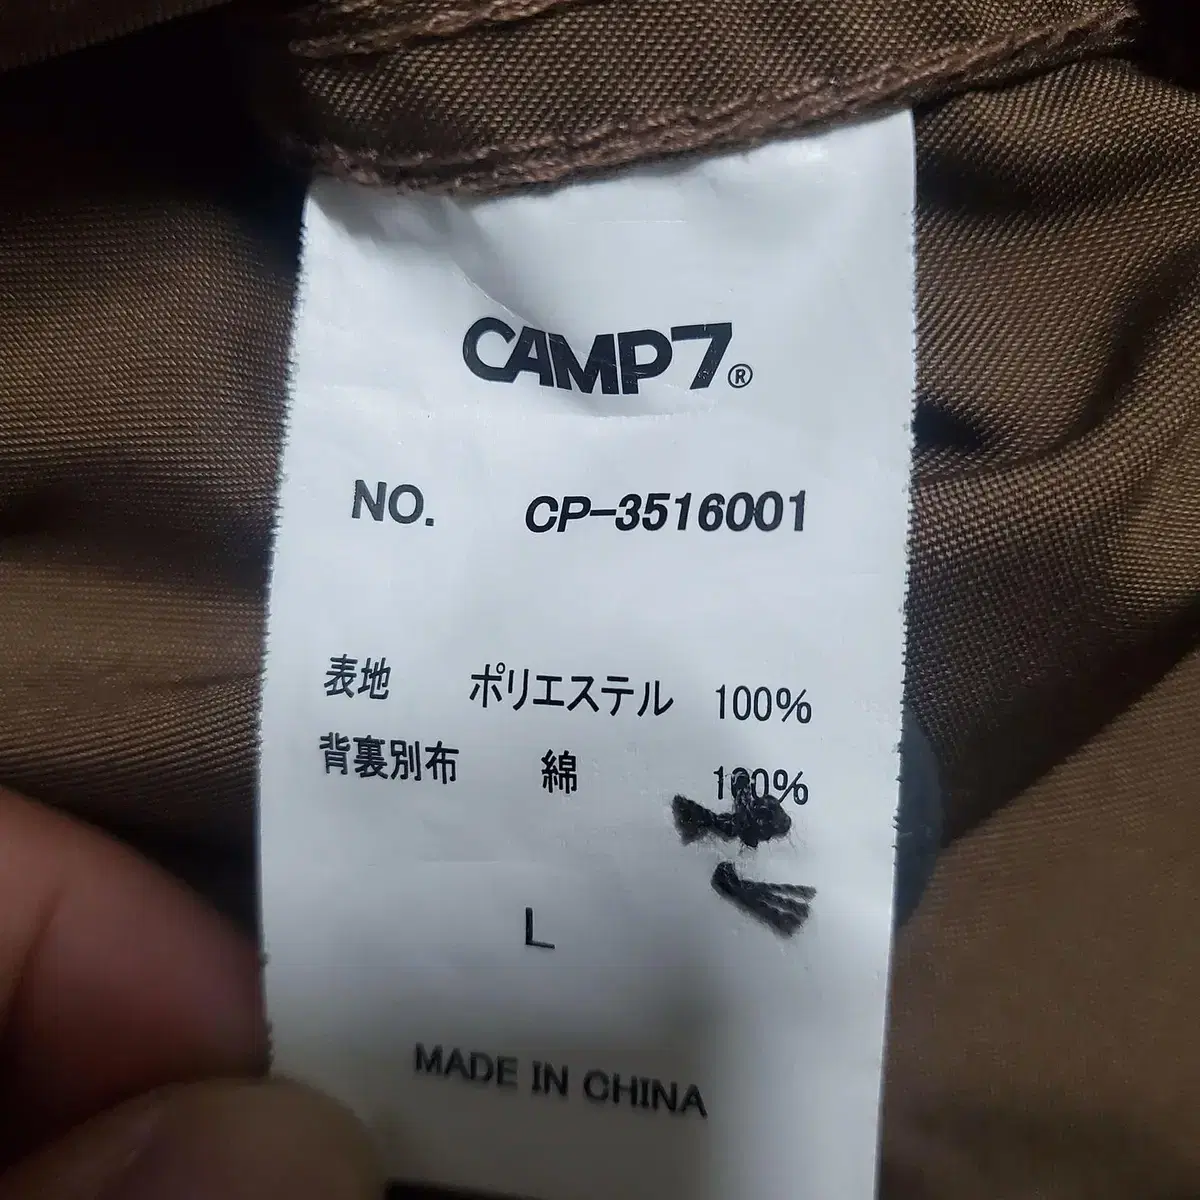 CAMP7®
NO. CP-3516001
表地 ポリエステル 100%
背裏別布 綿 100%
L
MADE IN CHINA